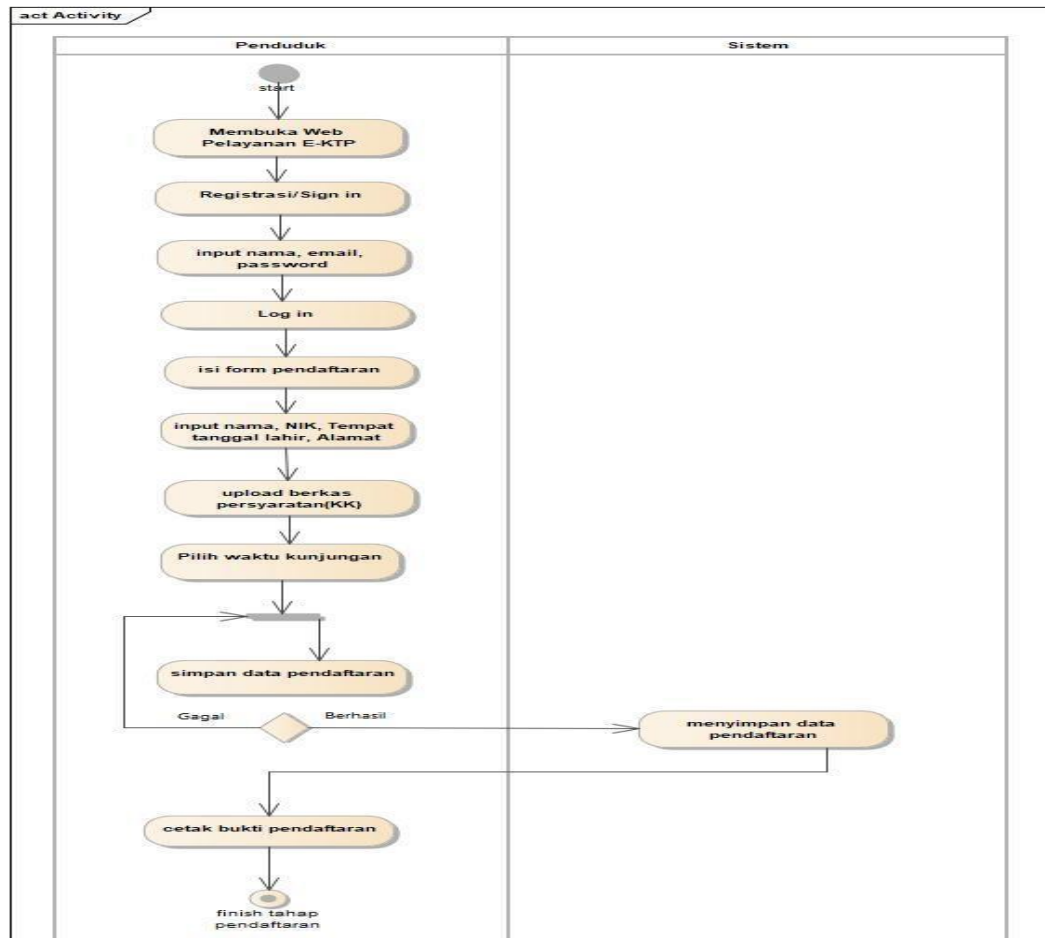 act Activity
Penduduk
Sistem
start
Membuka Web
Pelayanan E-KTP
Registrasi/Sign in
input nama, email,
password
Log in
isi form pendaftaran
input nama, NIK, Tempat
tanggal lahir, Alamat
upload berkas
persyaratan(KK)
Pilih waktu kunjungan
simpan data pendaftaran
Gagal
Berhasil
menyimpan data
pendaftaran
cetak bukti pendaftaran
finish tahap
pendaftaran